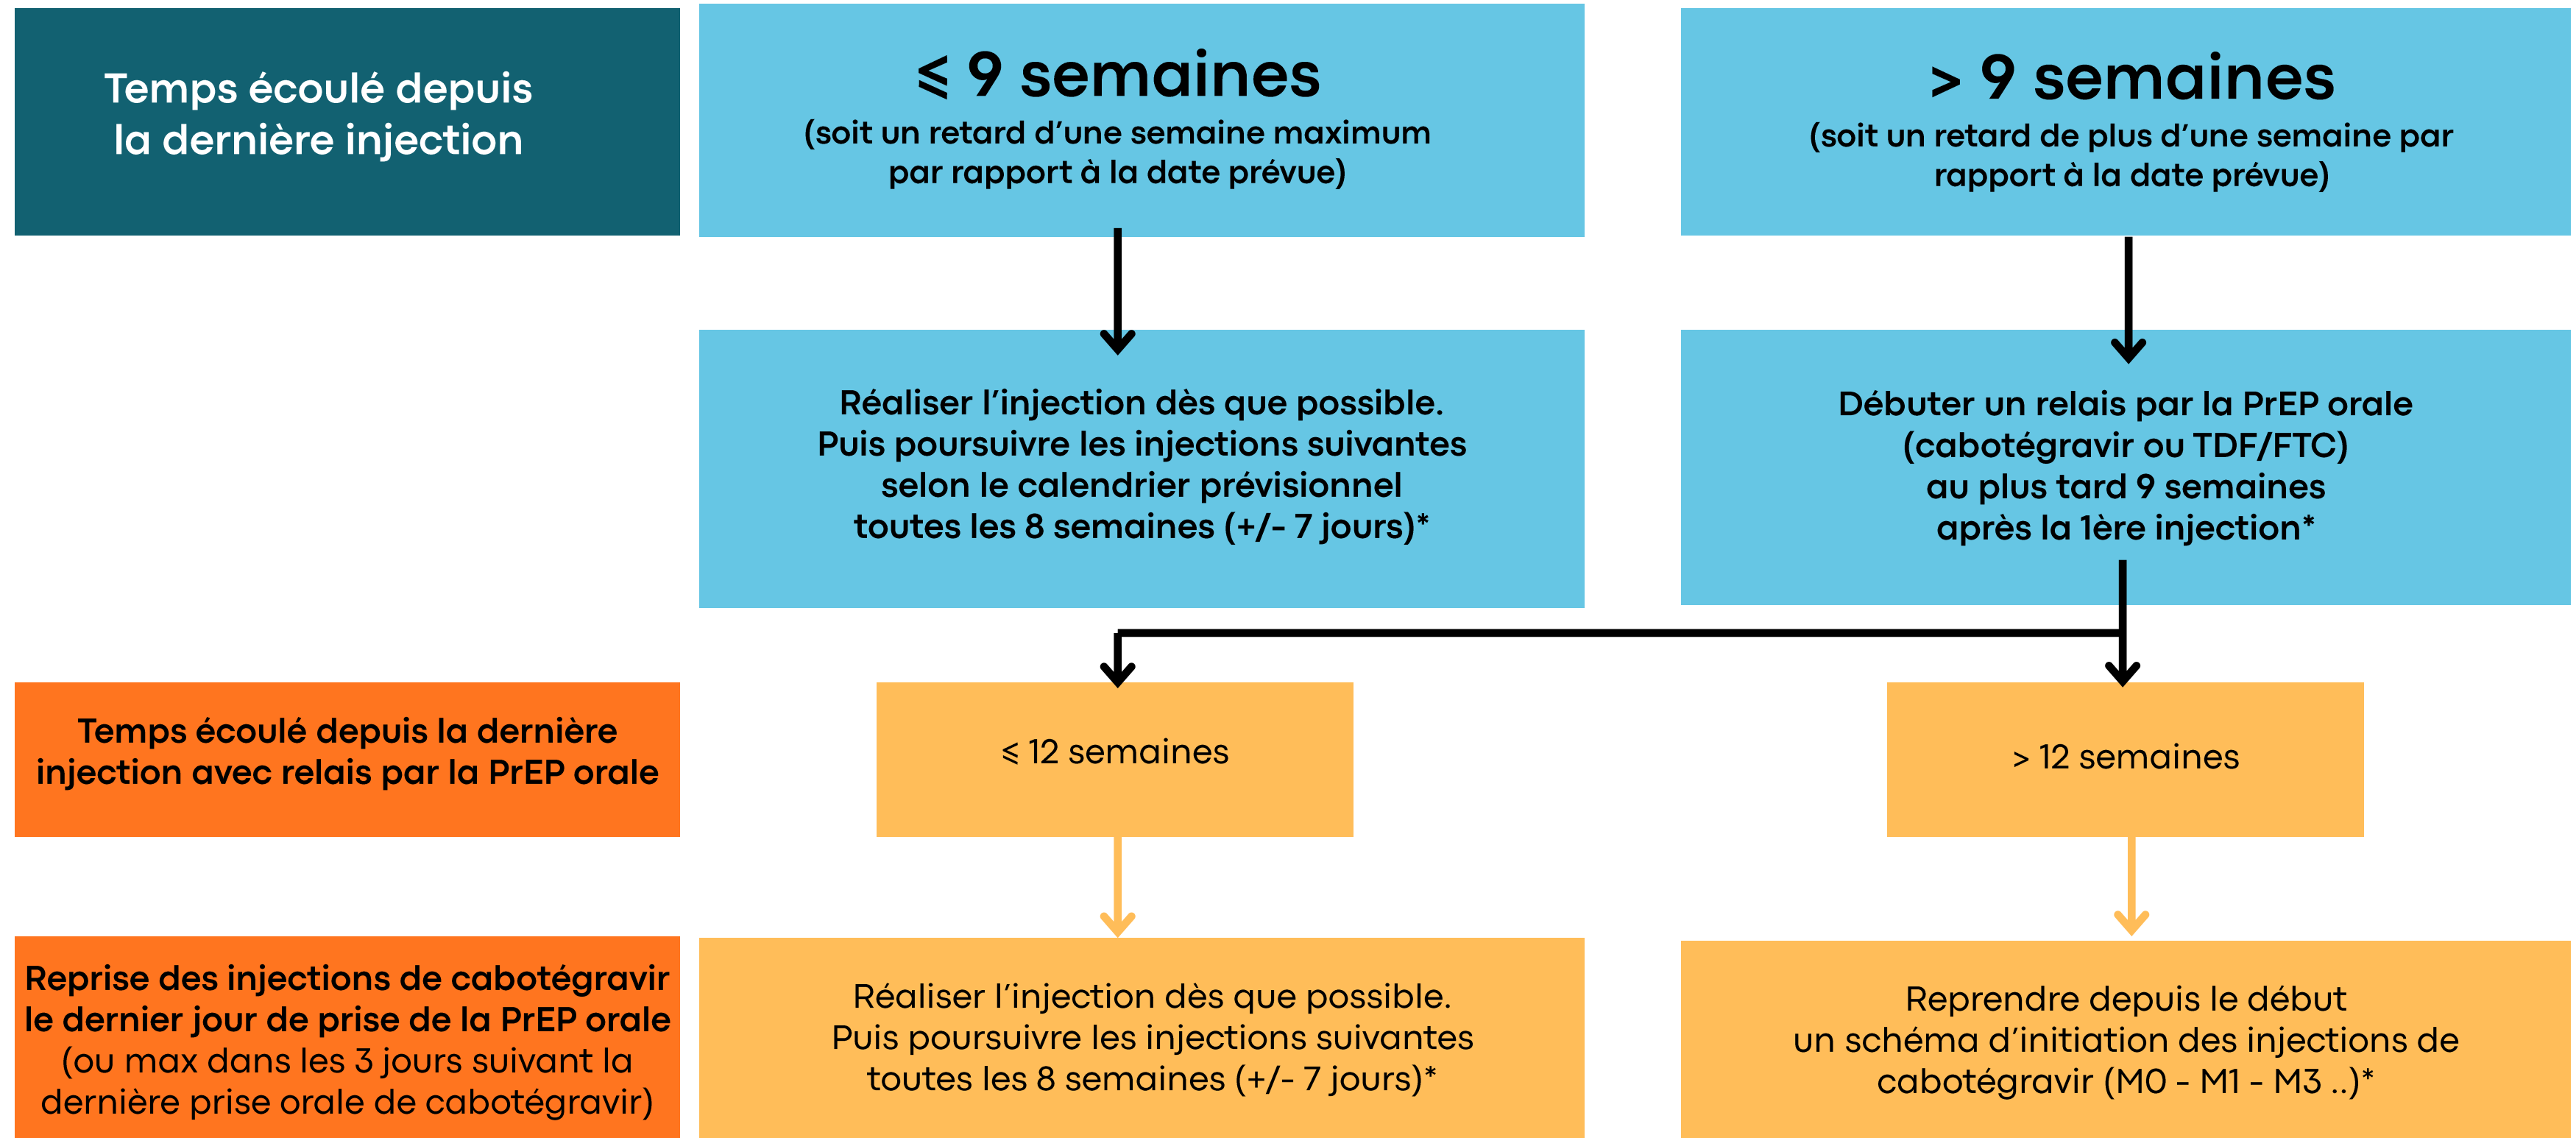 Temps écoulé depuis
la dernière injection
⩽ 9 semaines
(soit un retard d’une semaine maximum
par rapport à la date prévue)
> 9 semaines
(soit un retard de plus d’une semaine par
rapport à la date prévue)
Réaliser l’injection dès que possible.
Puis poursuivre les injections suivantes
selon le calendrier prévisionnel
toutes les 8 semaines (+/- 7 jours)*
Débuter un relais par la PrEP orale
(cabotégravir ou TDF/FTC)
au plus tard 9 semaines
après la 1ère injection*
Temps écoulé depuis la dernière
injection avec relais par la PrEP orale
⩽ 12 semaines
> 12 semaines
Reprise des injections de cabotégravir
le dernier jour de prise de la PrEP orale
(ou max dans les 3 jours suivant la
dernière prise orale de cabotégravir)
Réaliser l’injection dès que possible.
Puis poursuivre les injections suivantes
toutes les 8 semaines (+/- 7 jours)*
Reprendre depuis le début
un schéma d’initiation des injections de
cabotégravir (M0 - M1 - M3 ..)*